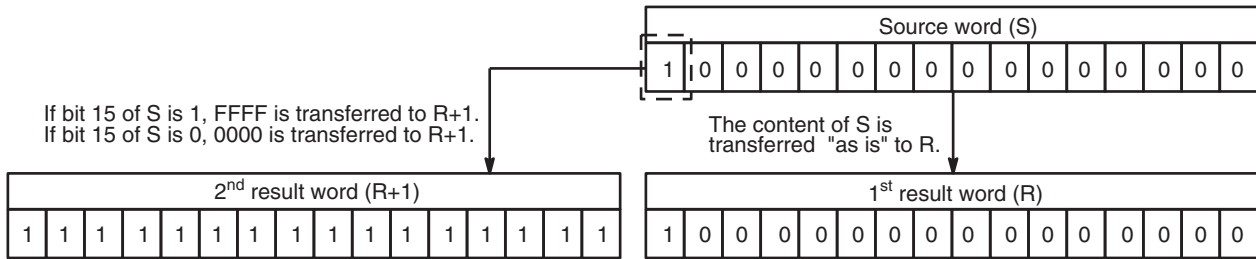 Source word (S)
1 0 0 0 0 0 0 0 0 0 0 0 0 0 0 0
If bit 15 of S is 1, FFFF is transferred to R+1.
If bit 15 of S is 0, 0000 is transferred to R+1.
The content of S is
transferred "as is" to R.
2nd result word (R+1)
1 1 1 1 1 1 1 1 1 1 1 1 1 1 1 1
1st result word (R)
1 0 0 0 0 0 0 0 0 0 0 0 0 0 0 0